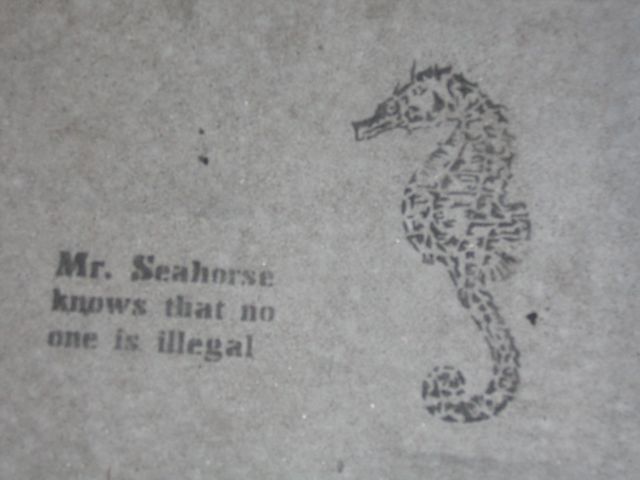 Mr. Seahorse
knows that no
one is illegal